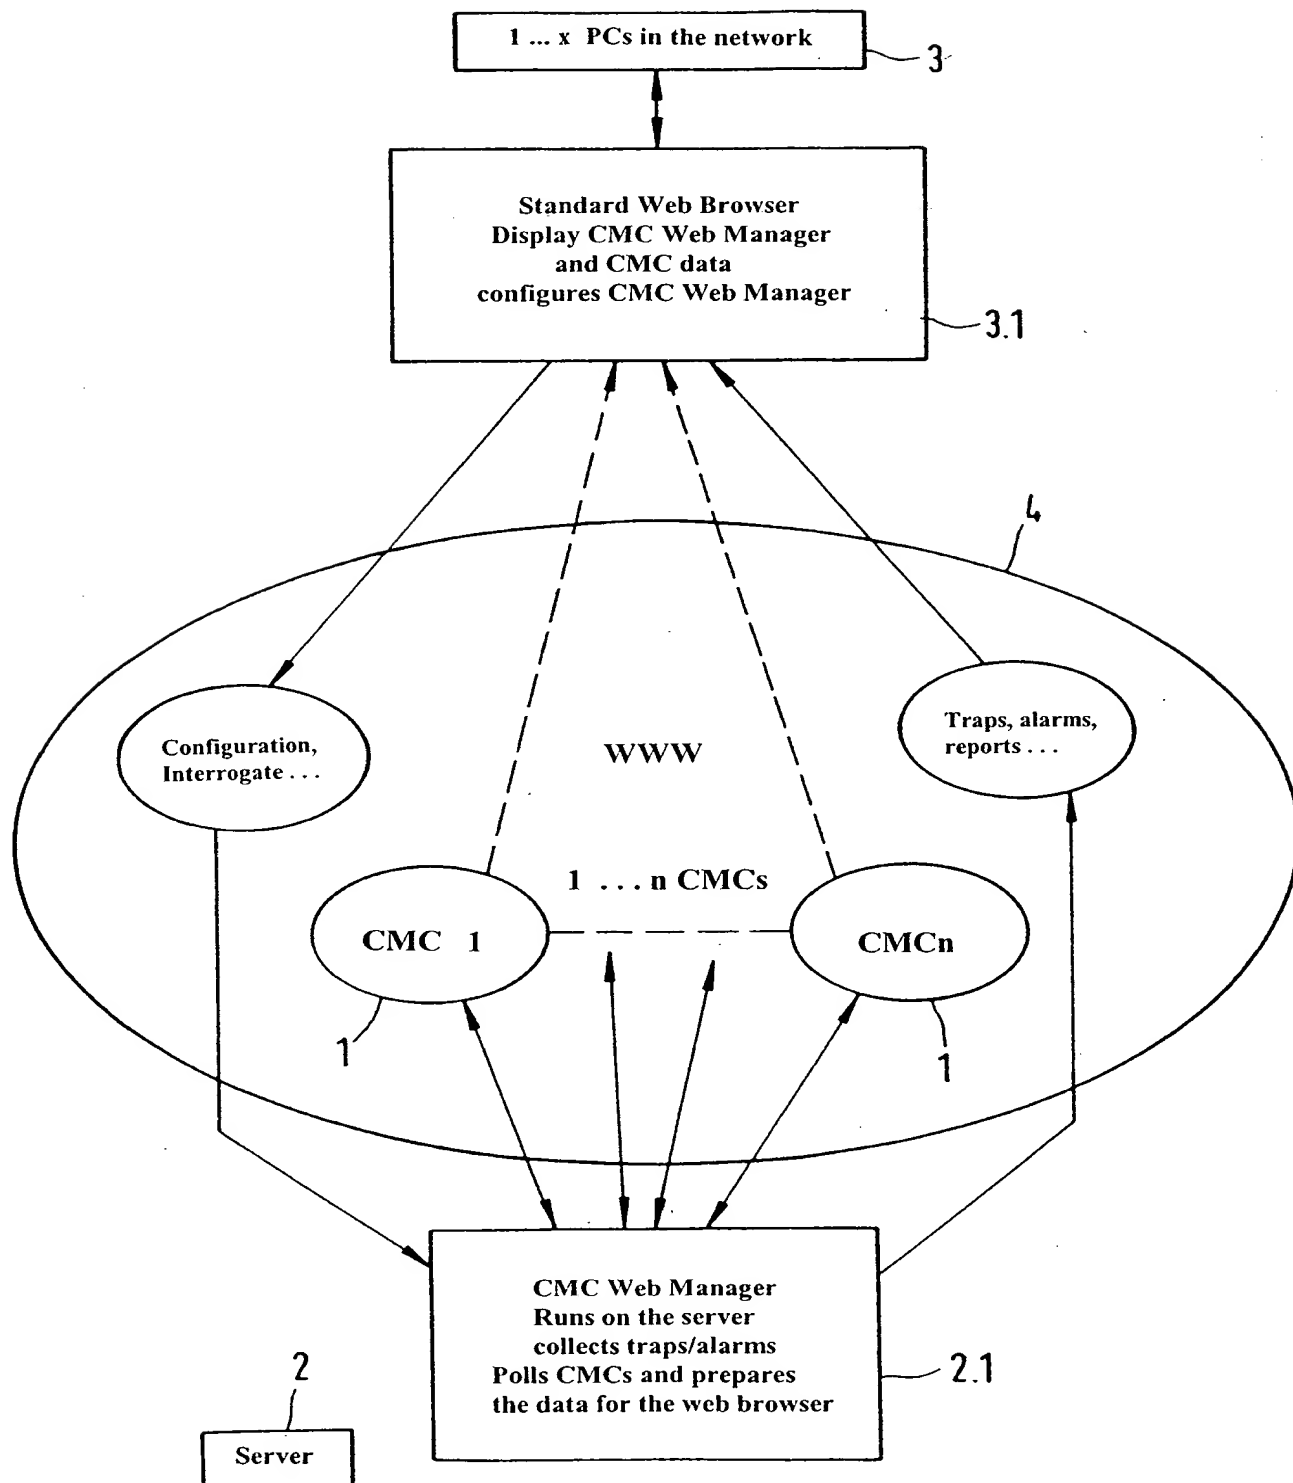 1 ... x PCs in the network
3
Standard Web Browser
Display CMC Web Manager
and CMC data
configures CMC Web Manager
3.1
4
Configuration,
Interrogate . . .
Traps, alarms,
reports . . .
WWW
1 . . . n CMCs
CMC 1
CMCn
1
1
CMC Web Manager
Runs on the server
collects traps/alarms
Polls CMCs and prepares
the data for the web browser
2.1
2
Server